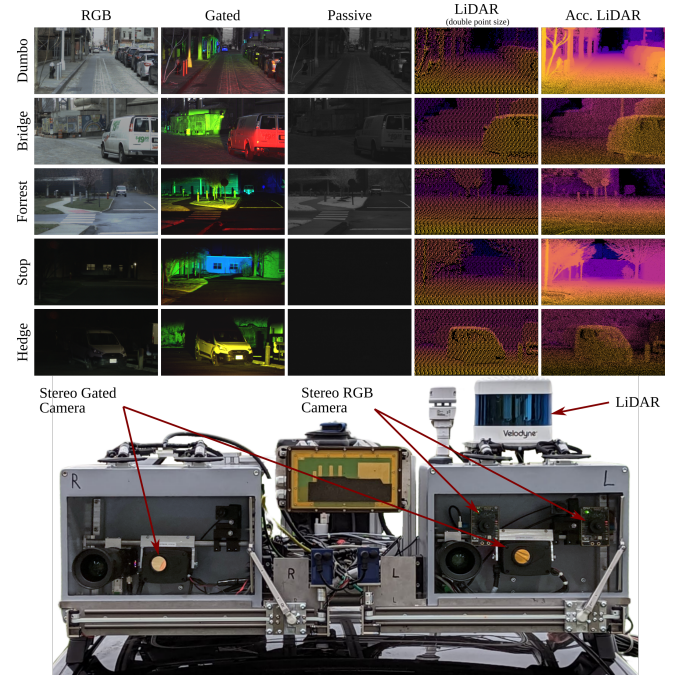 RGB Gated Passive LiDAR Acc. LiDAR
(double point size)
Dumbo
Bridge
Forrest
Stop
Hedge
Stereo Gated
Camera
Stereo RGB
Camera
LiDAR
Velodyne
R
L
R L
L